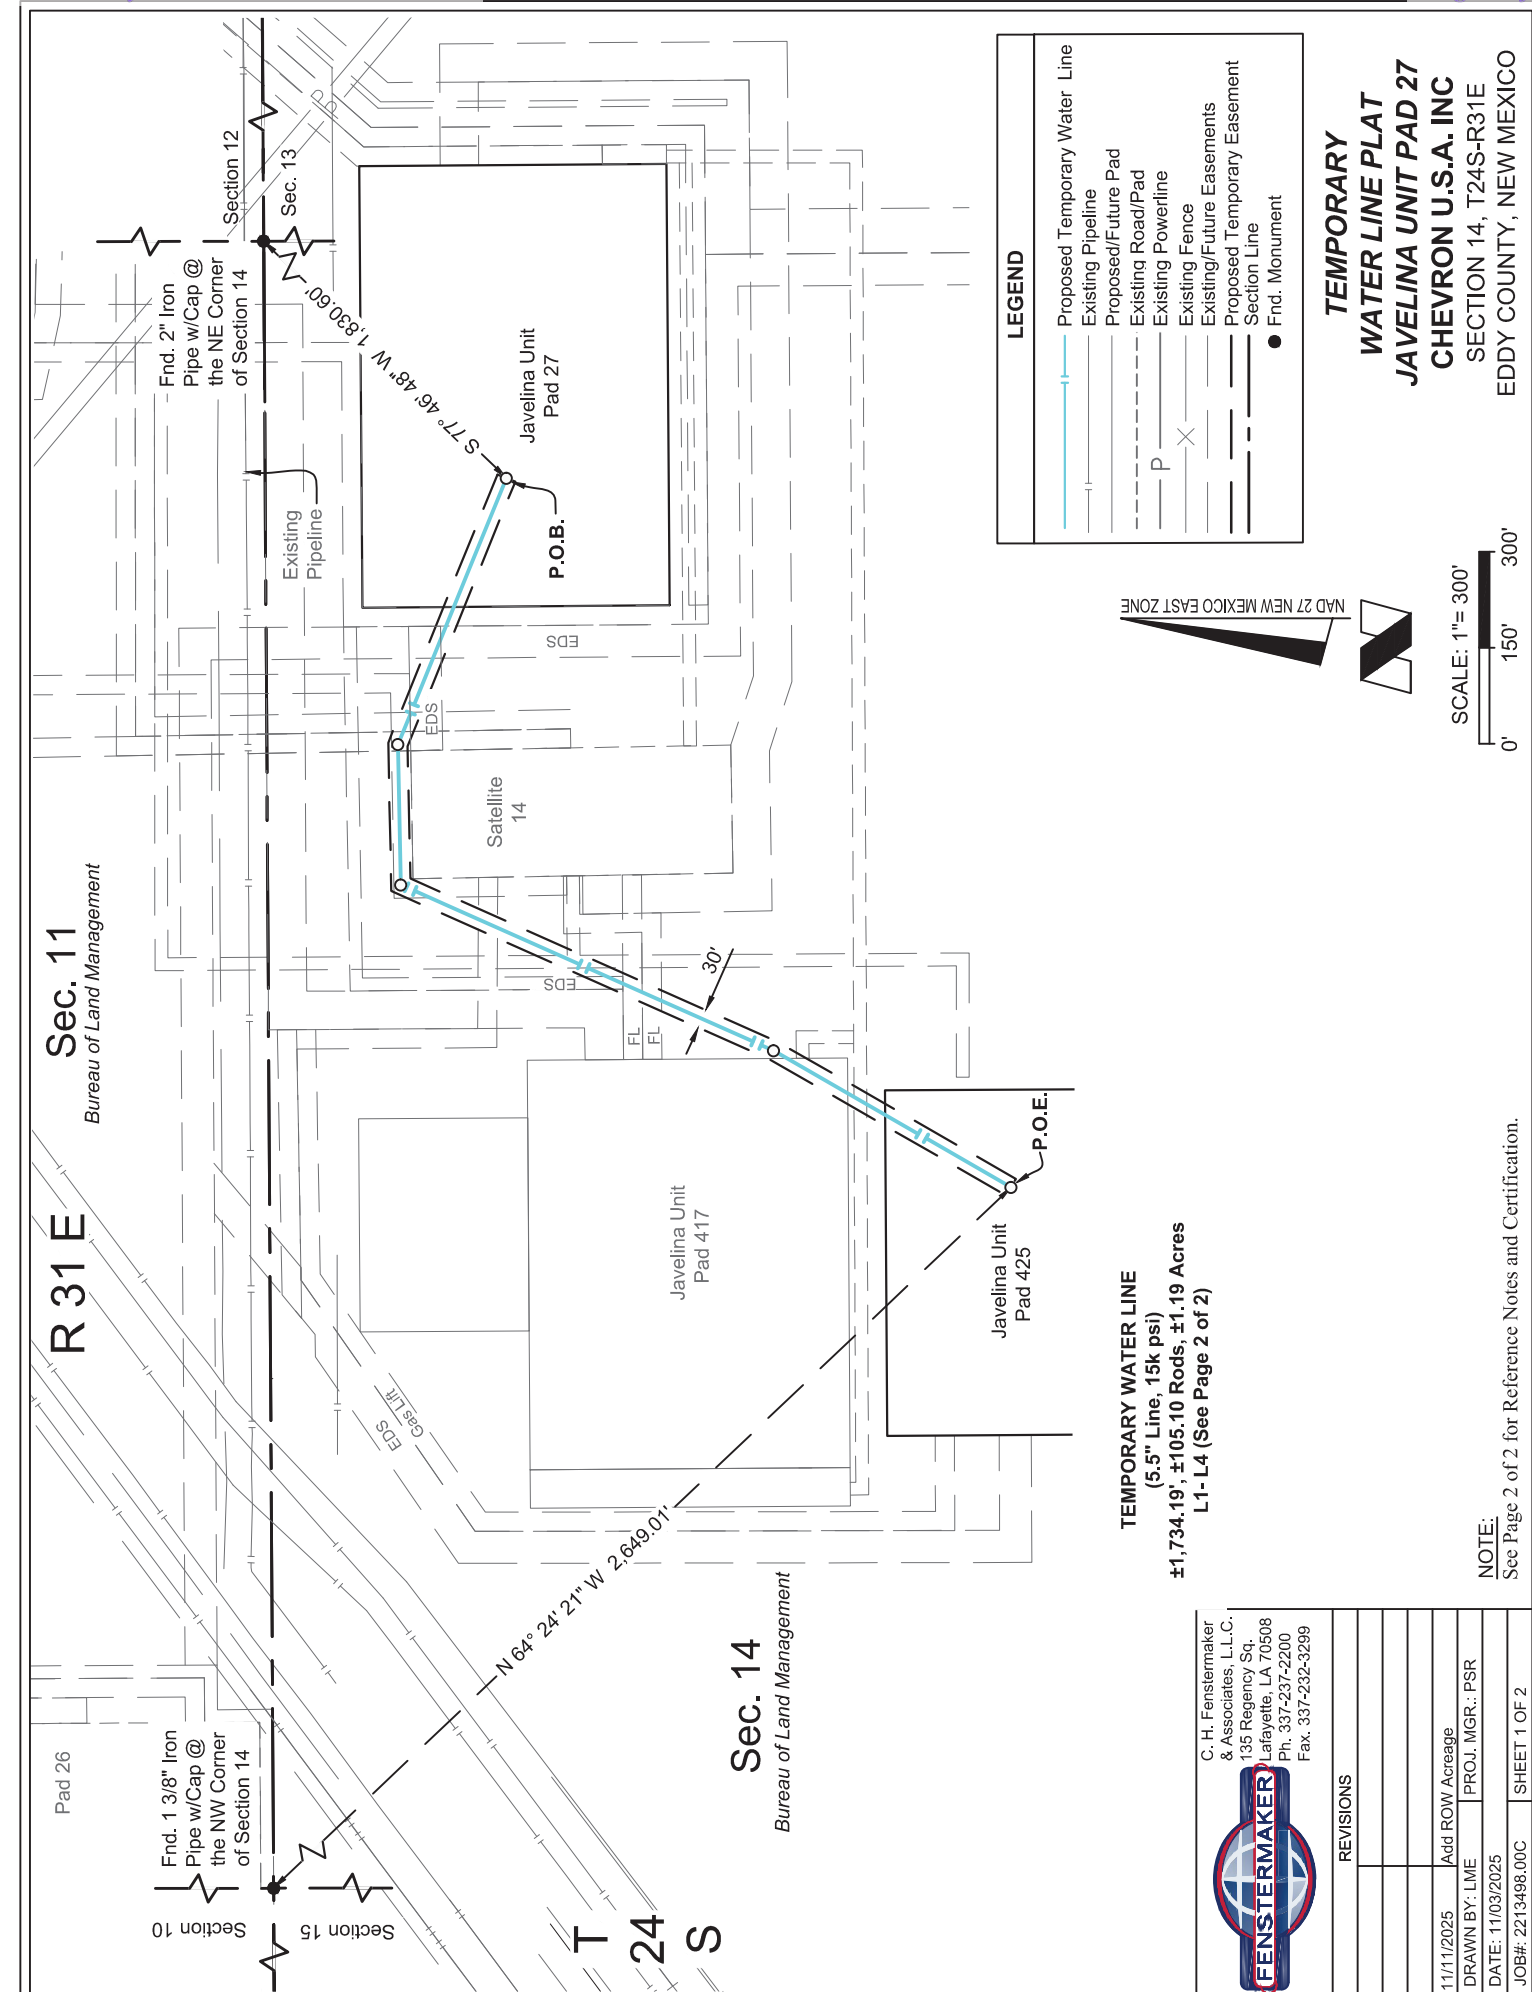 R 31 E
Sec. 11
Bureau of Land Management
Pad 26
Fnd. 1 3/8" Iron
Pipe w/Cap @
the NW Corner
of Section 14
Section 10
Section 15
Fnd. 2" Iron
Pipe w/Cap @
the NE Corner
of Section 14
Section 12
Sec. 13
Existing
Pipeline
S 77° 46' 48" W 1,830.60'
Javelina Unit
Pad 27
P.O.B.
EDS
EDS
Satellite
14
EDS
30'
FL
FL
EDS
Gas Lift
Javelina Unit
Pad 417
N 64° 24' 21" W 2,649.01'
P.O.E.
Javelina Unit
Pad 425
T
24
S
Sec. 14
Bureau of Land Management
TEMPORARY WATER LINE
(5.5" Line, 15k psi)
±1,734.19', ±105.10 Rods, ±1.19 Acres
L1- L4 (See Page 2 of 2)
LEGEND
Proposed Temporary Water Line
Existing Pipeline
Proposed/Future Pad
Existing Road/Pad
P
Existing Powerline
Existing Fence
Existing/Future Easements
Proposed Temporary Easement
Section Line
Fnd. Monument
NAD 27 NEW MEXICO EAST ZONE
SCALE: 1"= 300'
0' 150' 300'
TEMPORARY
WATER LINE PLAT
JAVELINA UNIT PAD 27
CHEVRON U.S.A. INC
SECTION 14, T24S-R31E
EDDY COUNTY, NEW MEXICO
NOTE:
See Page 2 of 2 for Reference Notes and Certification.
FENSTERMAKER
C. H. Fenstermaker
& Associates, L.L.C.
135 Regency Sq.
Lafayette, LA 70508
Ph. 337-237-2200
Fax. 337-232-3299
REVISIONS
11/11/2025 Add ROW Acreage
DRAWN BY: LME PROJ. MGR.: PSR
DATE: 11/03/2025
JOB#: 2213498.00C SHEET 1 OF 2